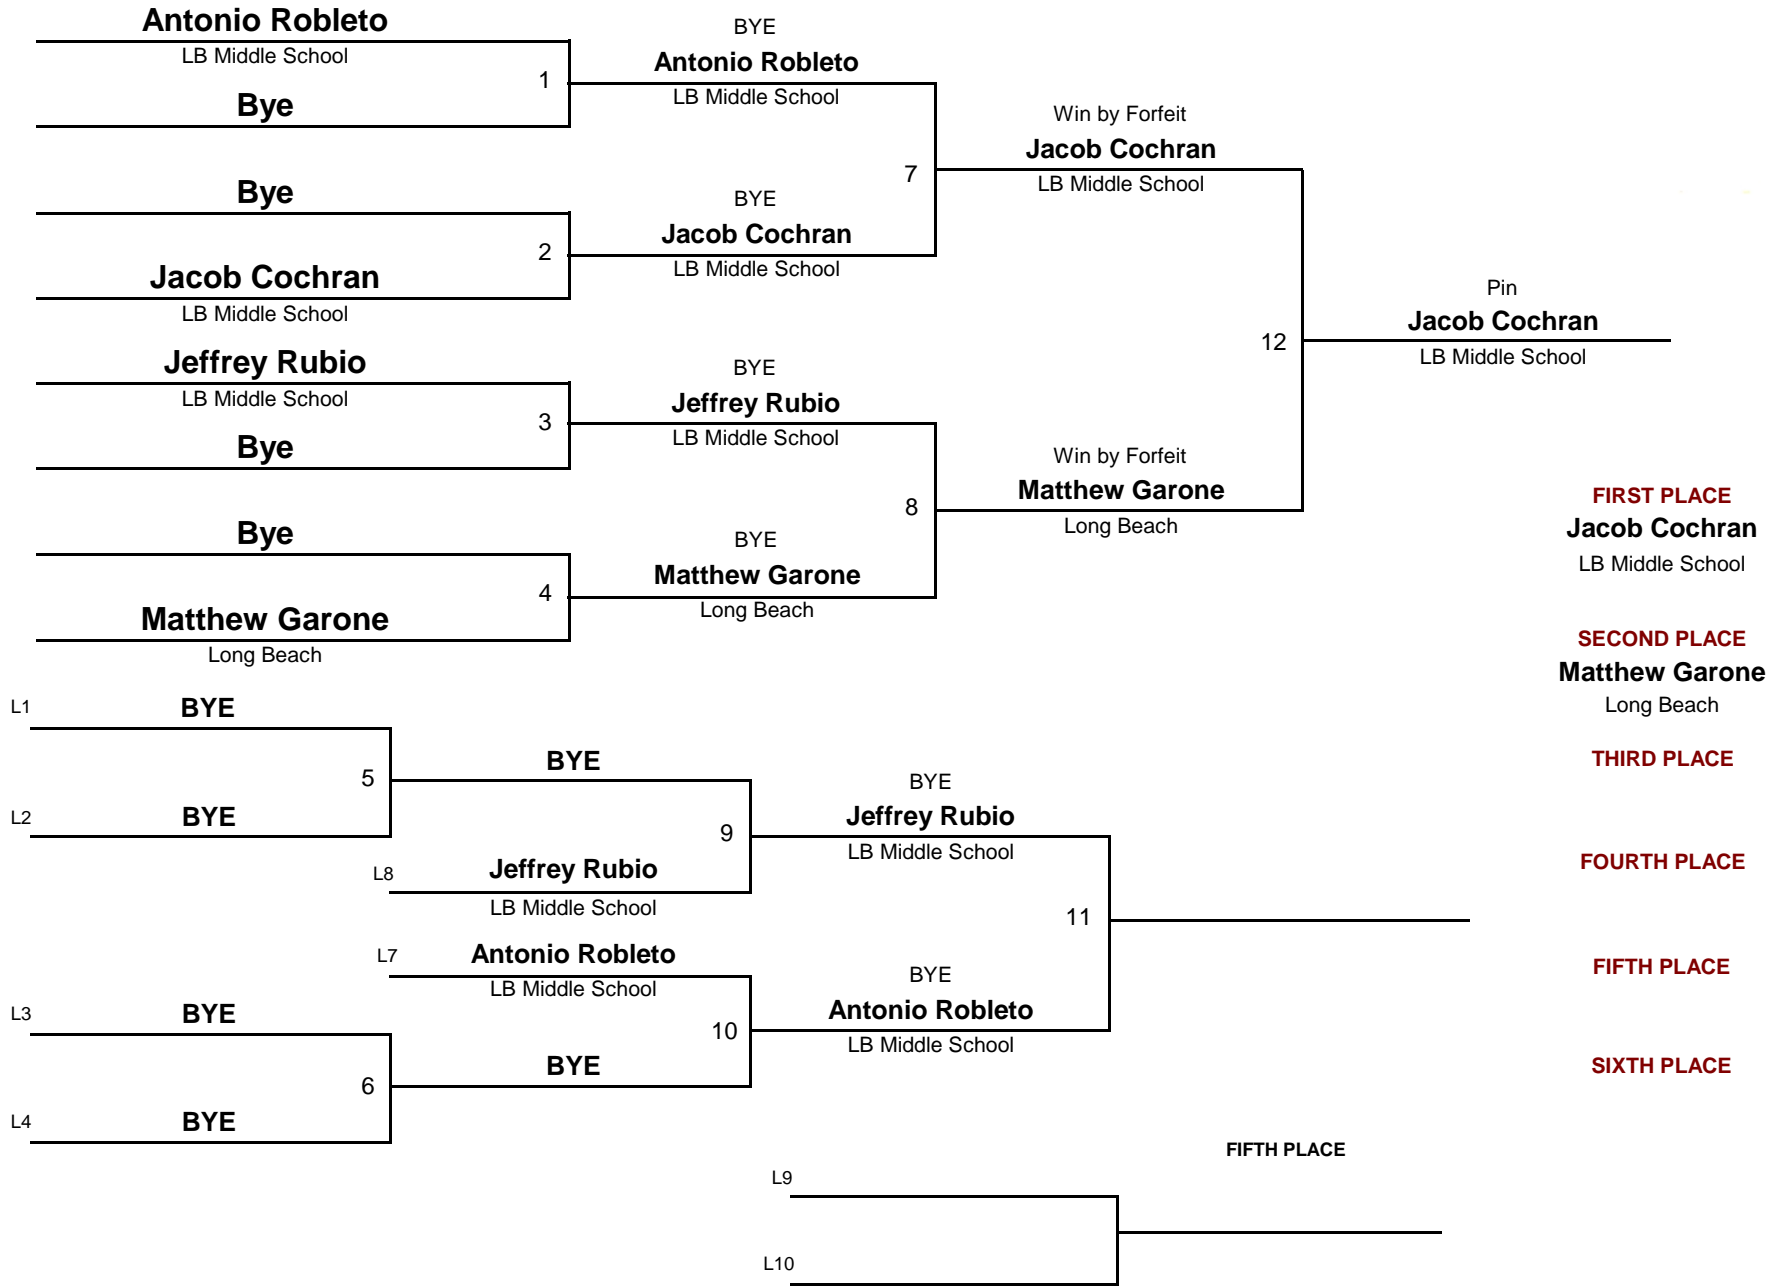 Antonio Robleto
LB Middle School
Bye
1
BYE
Antonio Robleto
LB Middle School
Bye
Jacob Cochran
LB Middle School
2
BYE
Jacob Cochran
LB Middle School
7
Win by Forfeit
Jacob Cochran
LB Middle School
Jeffrey Rubio
LB Middle School
Bye
3
BYE
Jeffrey Rubio
LB Middle School
Bye
Matthew Garone
Long Beach
4
BYE
Matthew Garone
Long Beach
8
Win by Forfeit
Matthew Garone
Long Beach
12
Pin
Jacob Cochran
LB Middle School
FIRST PLACE
Jacob Cochran
LB Middle School
SECOND PLACE
Matthew Garone
Long Beach
THIRD PLACE
FOURTH PLACE
FIFTH PLACE
SIXTH PLACE
L1
BYE
L2
BYE
5
BYE
L8
Jeffrey Rubio
LB Middle School
9
BYE
Jeffrey Rubio
LB Middle School
L7
Antonio Robleto
LB Middle School
L3
BYE
L4
BYE
6
BYE
10
BYE
Antonio Robleto
LB Middle School
11
FIFTH PLACE
L9
L10